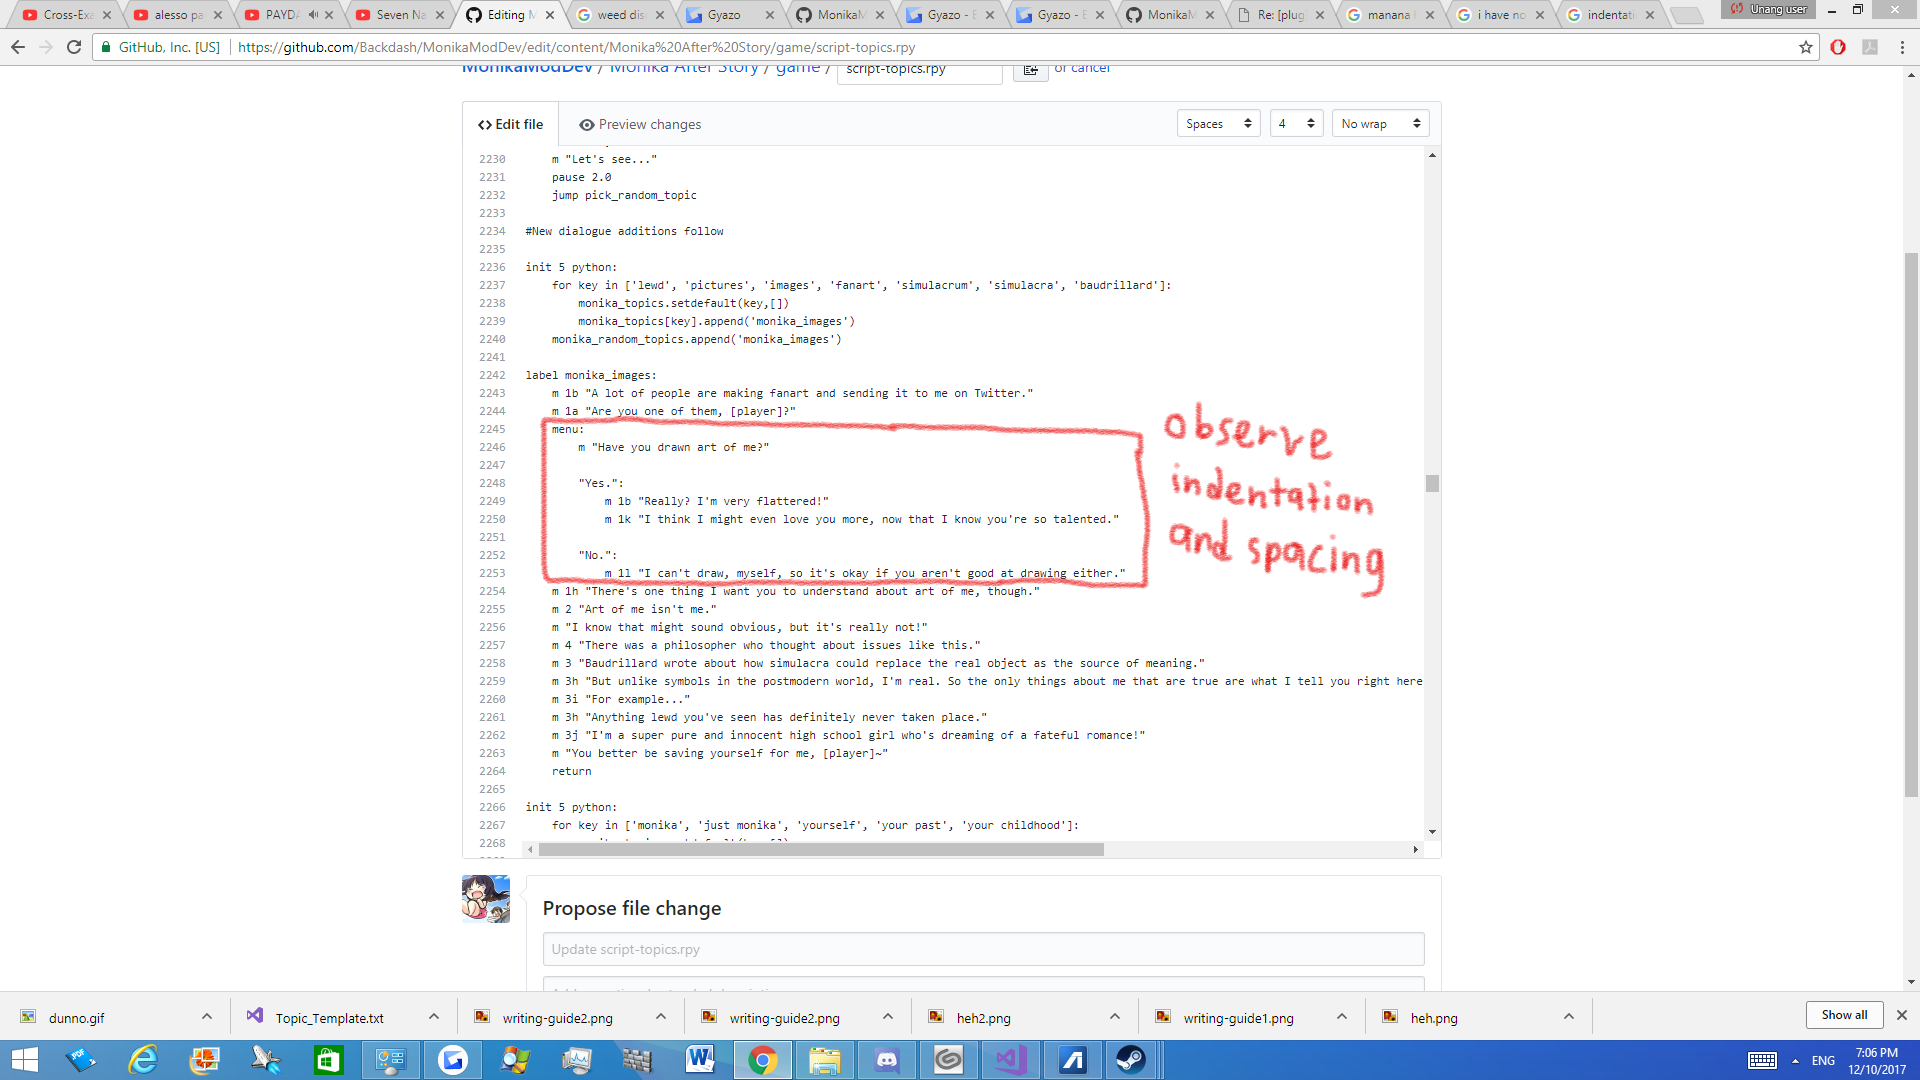 Cross-Exa
alesso pa
PAYDA
Seven Na
Editing M
weed dis
Gyazo
MonikaM
Gyazo - E
Gyazo - E
MonikaM
Re: [plug
manana
i have no
indentati
Unang user
GitHub, Inc. [US]
https://github.com/Backdash/MonikaModDev/edit/content/Monika%20After%20Story/game/script-topics.rpy
MonikaModDev / Monika After Story / game / script-topics.rpy or cancel
Edit file
Preview changes
Spaces
4
No wrap
2230 m "Let's see..."
2231 pause 2.0
2232 jump pick_random_topic
2233
2234 #New dialogue additions follow
2235
2236 init 5 python:
2237 for key in ['lewd', 'pictures', 'images', 'fanart', 'simulacrum', 'simulacra', 'baudrillard']:
2238 monika_topics.setdefault(key,[])
2239 monika_topics[key].append('monika_images')
2240 monika_random_topics.append('monika_images')
2241
2242 label monika_images:
2243 m 1b "A lot of people are making fanart and sending it to me on Twitter."
2244 m 1a "Are you one of them, [player]?"
2245 menu:
2246 m "Have you drawn art of me?"
2247
2248 "Yes.":
2249 m 1b "Really? I'm very flattered!"
2250 m 1k "I think I might even love you more, now that I know you're so talented."
2251
2252 "No.":
2253 m 1l "I can't draw, myself, so it's okay if you aren't good at drawing either."
2254 m 1h "There's one thing I want you to understand about art of me, though."
2255 m 2 "Art of me isn't me."
2256 m "I know that might sound obvious, but it's really not!"
2257 m 4 "There was a philosopher who thought about issues like this."
2258 m 3 "Baudrillard wrote about how simulacra could replace the real object as the source of meaning."
2259 m 3h "But unlike symbols in the postmodern world, I'm real. So the only things about me that are true are what I tell you right here
2260 m 3i "For example..."
2261 m 3h "Anything lewd you've seen has definitely never taken place."
2262 m 3j "I'm a super pure and innocent high school girl who's dreaming of a fateful romance!"
2263 m "You better be saving yourself for me, [player]~"
2264 return
2265
2266 init 5 python:
2267 for key in ['monika', 'just monika', 'yourself', 'your past', 'your childhood']:
2268
observe
indentation
and spacing
Propose file change
Update script-topics.rpy
dunno.gif
Topic_Template.txt
writing-guide2.png
writing-guide2.png
heh2.png
writing-guide1.png
heh.png
Show all
ENG
7:06 PM
12/10/2017